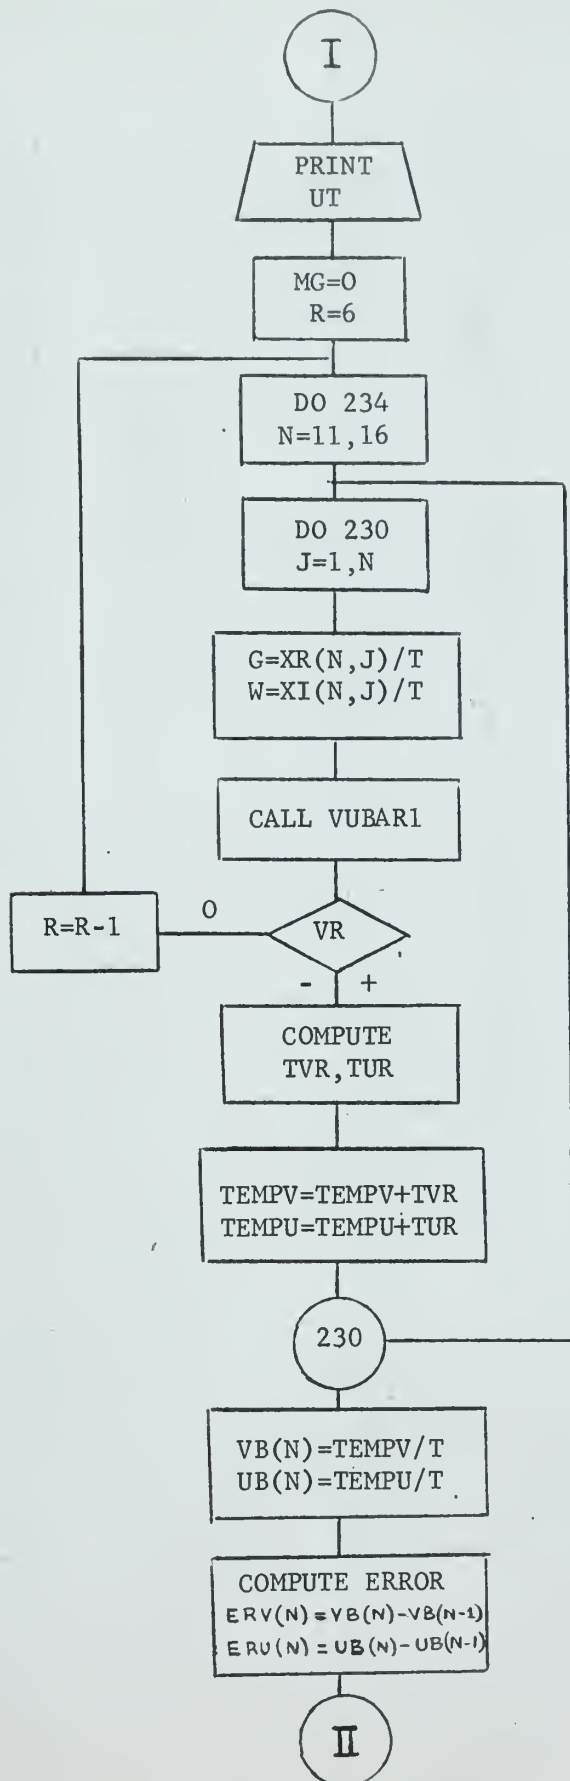 I
PRINT
UT
MG=0
R=6
DO 234
N=11,16
DO 230
J=1,N
G=XR(N,J)/T
W=XI(N,J)/T
CALL VUBAR1
R=R-1
0
VR
- +
COMPUTE
TVR,TUR
TEMPV=TEMPV+TVR
TEMPU=TEMPU+TUR
230
VB(N)=TEMPV/T
UB(N)=TEMPU/T
COMPUTE ERROR
ERV(N)=VB(N)-VB(N-1)
ERU(N)=UB(N)-UB(N-1)
II